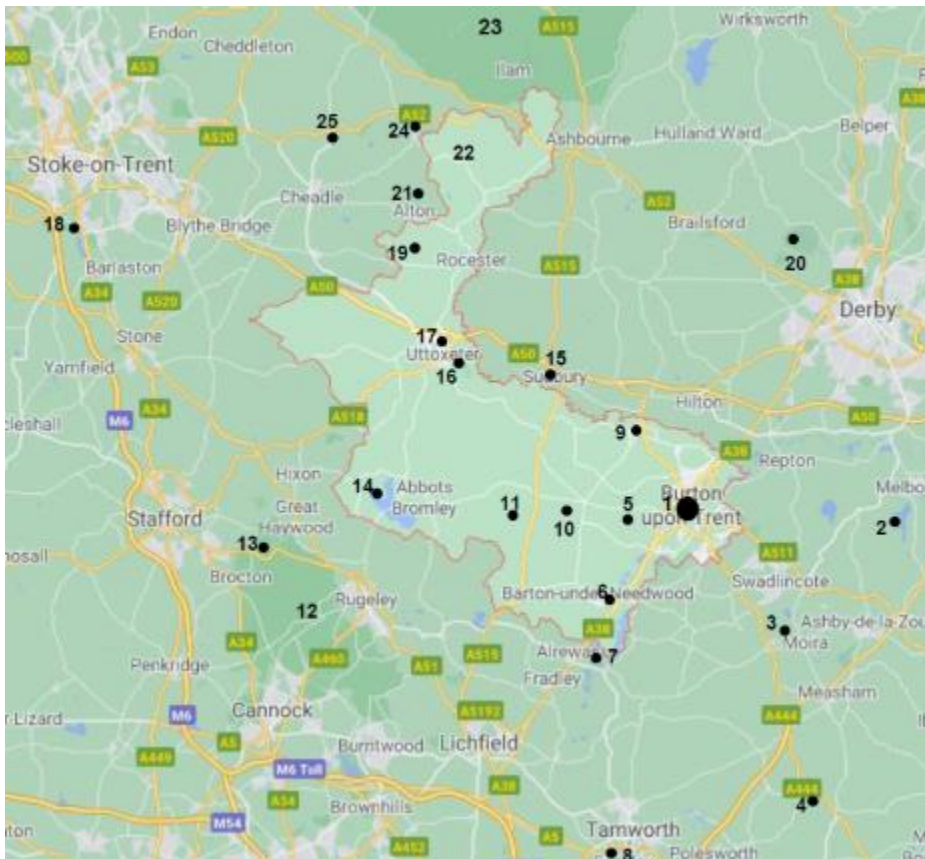 23
A515
Wirksworth
Endon
Cheddleton
A53
Ilam
A38
25
A52
24
A520
Ashbourne
Hulland Ward
Belper
Stoke-on-Trent
22
Cheadle
21
Alton
A52
18
Blythe Bridge
Brailsford
19
Rocester
20
Barlaston
A515
A38
A34
A50
A520
Derby
Stone
17
Uttoxeter
A50
15
Yarnfield
16
Sudbury
A34
Hilton
M6
A518
A50
9
A38
Repton
Hixon
14
Abbots
Bromley
Great
Haywood
11
10
5
1
Burton
upon Trent
Melbo
2
Stafford
13
A511
Brocton
Swadlincote
12
Rugeley
6
Barton-under-Needwood
3
Ashby-de-la-Zou
Moira
A34
A38
A515
Alrewas
7
A51
Penkridge
A460
Fradley
Measham
M6
A5192
A444
Cannock
A5
Lichfield
A449
Burntwood
M6 Toll
A38
A444
4
A34
Brownhills
M54
A5
Tamworth
A452
8
Polesworth